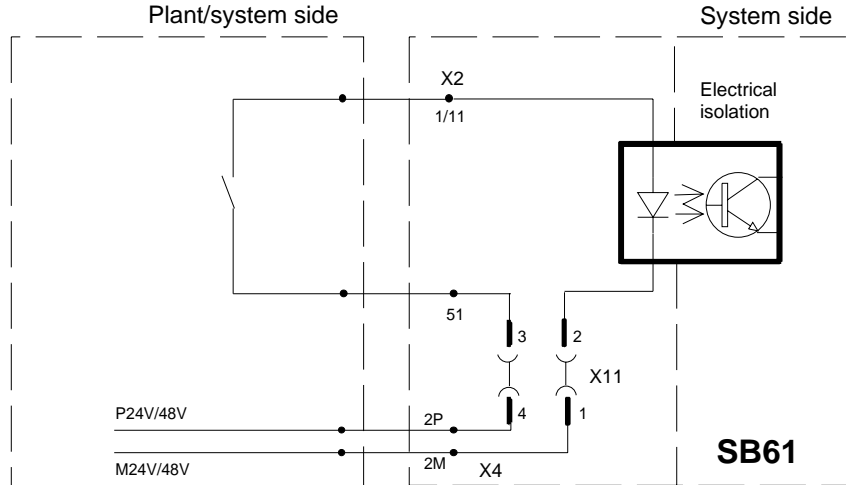 Plant/system side
System side
X2
1/11
Electrical
isolation
51
3
2
X11
4
1
P24V/48V
2P
M24V/48V
2M
X4
SB61